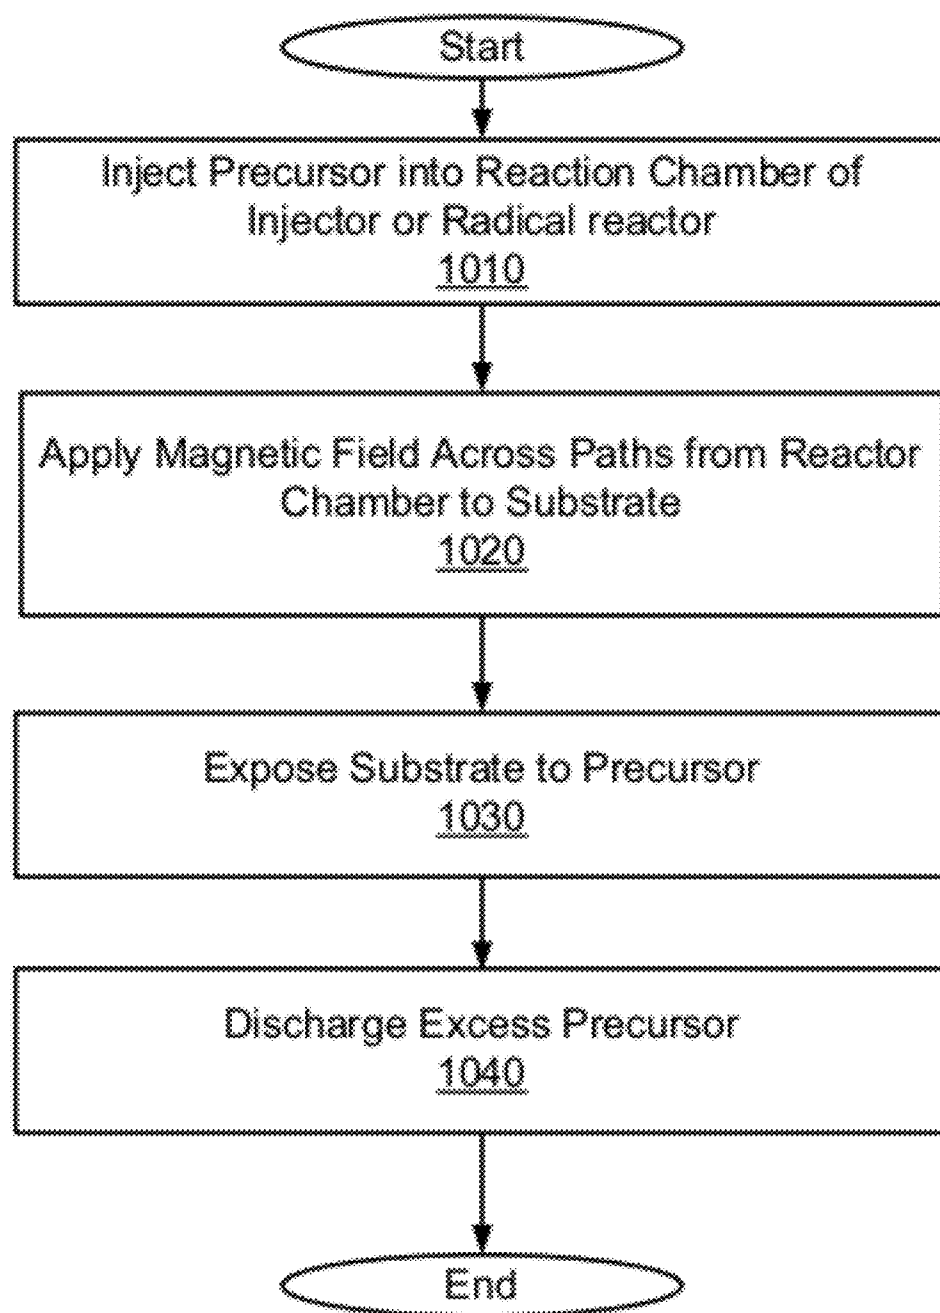 Start
Inject Precursor into Reaction Chamber of
Injector or Radical reactor
1010
Apply Magnetic Field Across Paths from Reactor
Chamber to Substrate
1020
Expose Substrate to Precursor
1030
Discharge Excess Precursor
1040
End